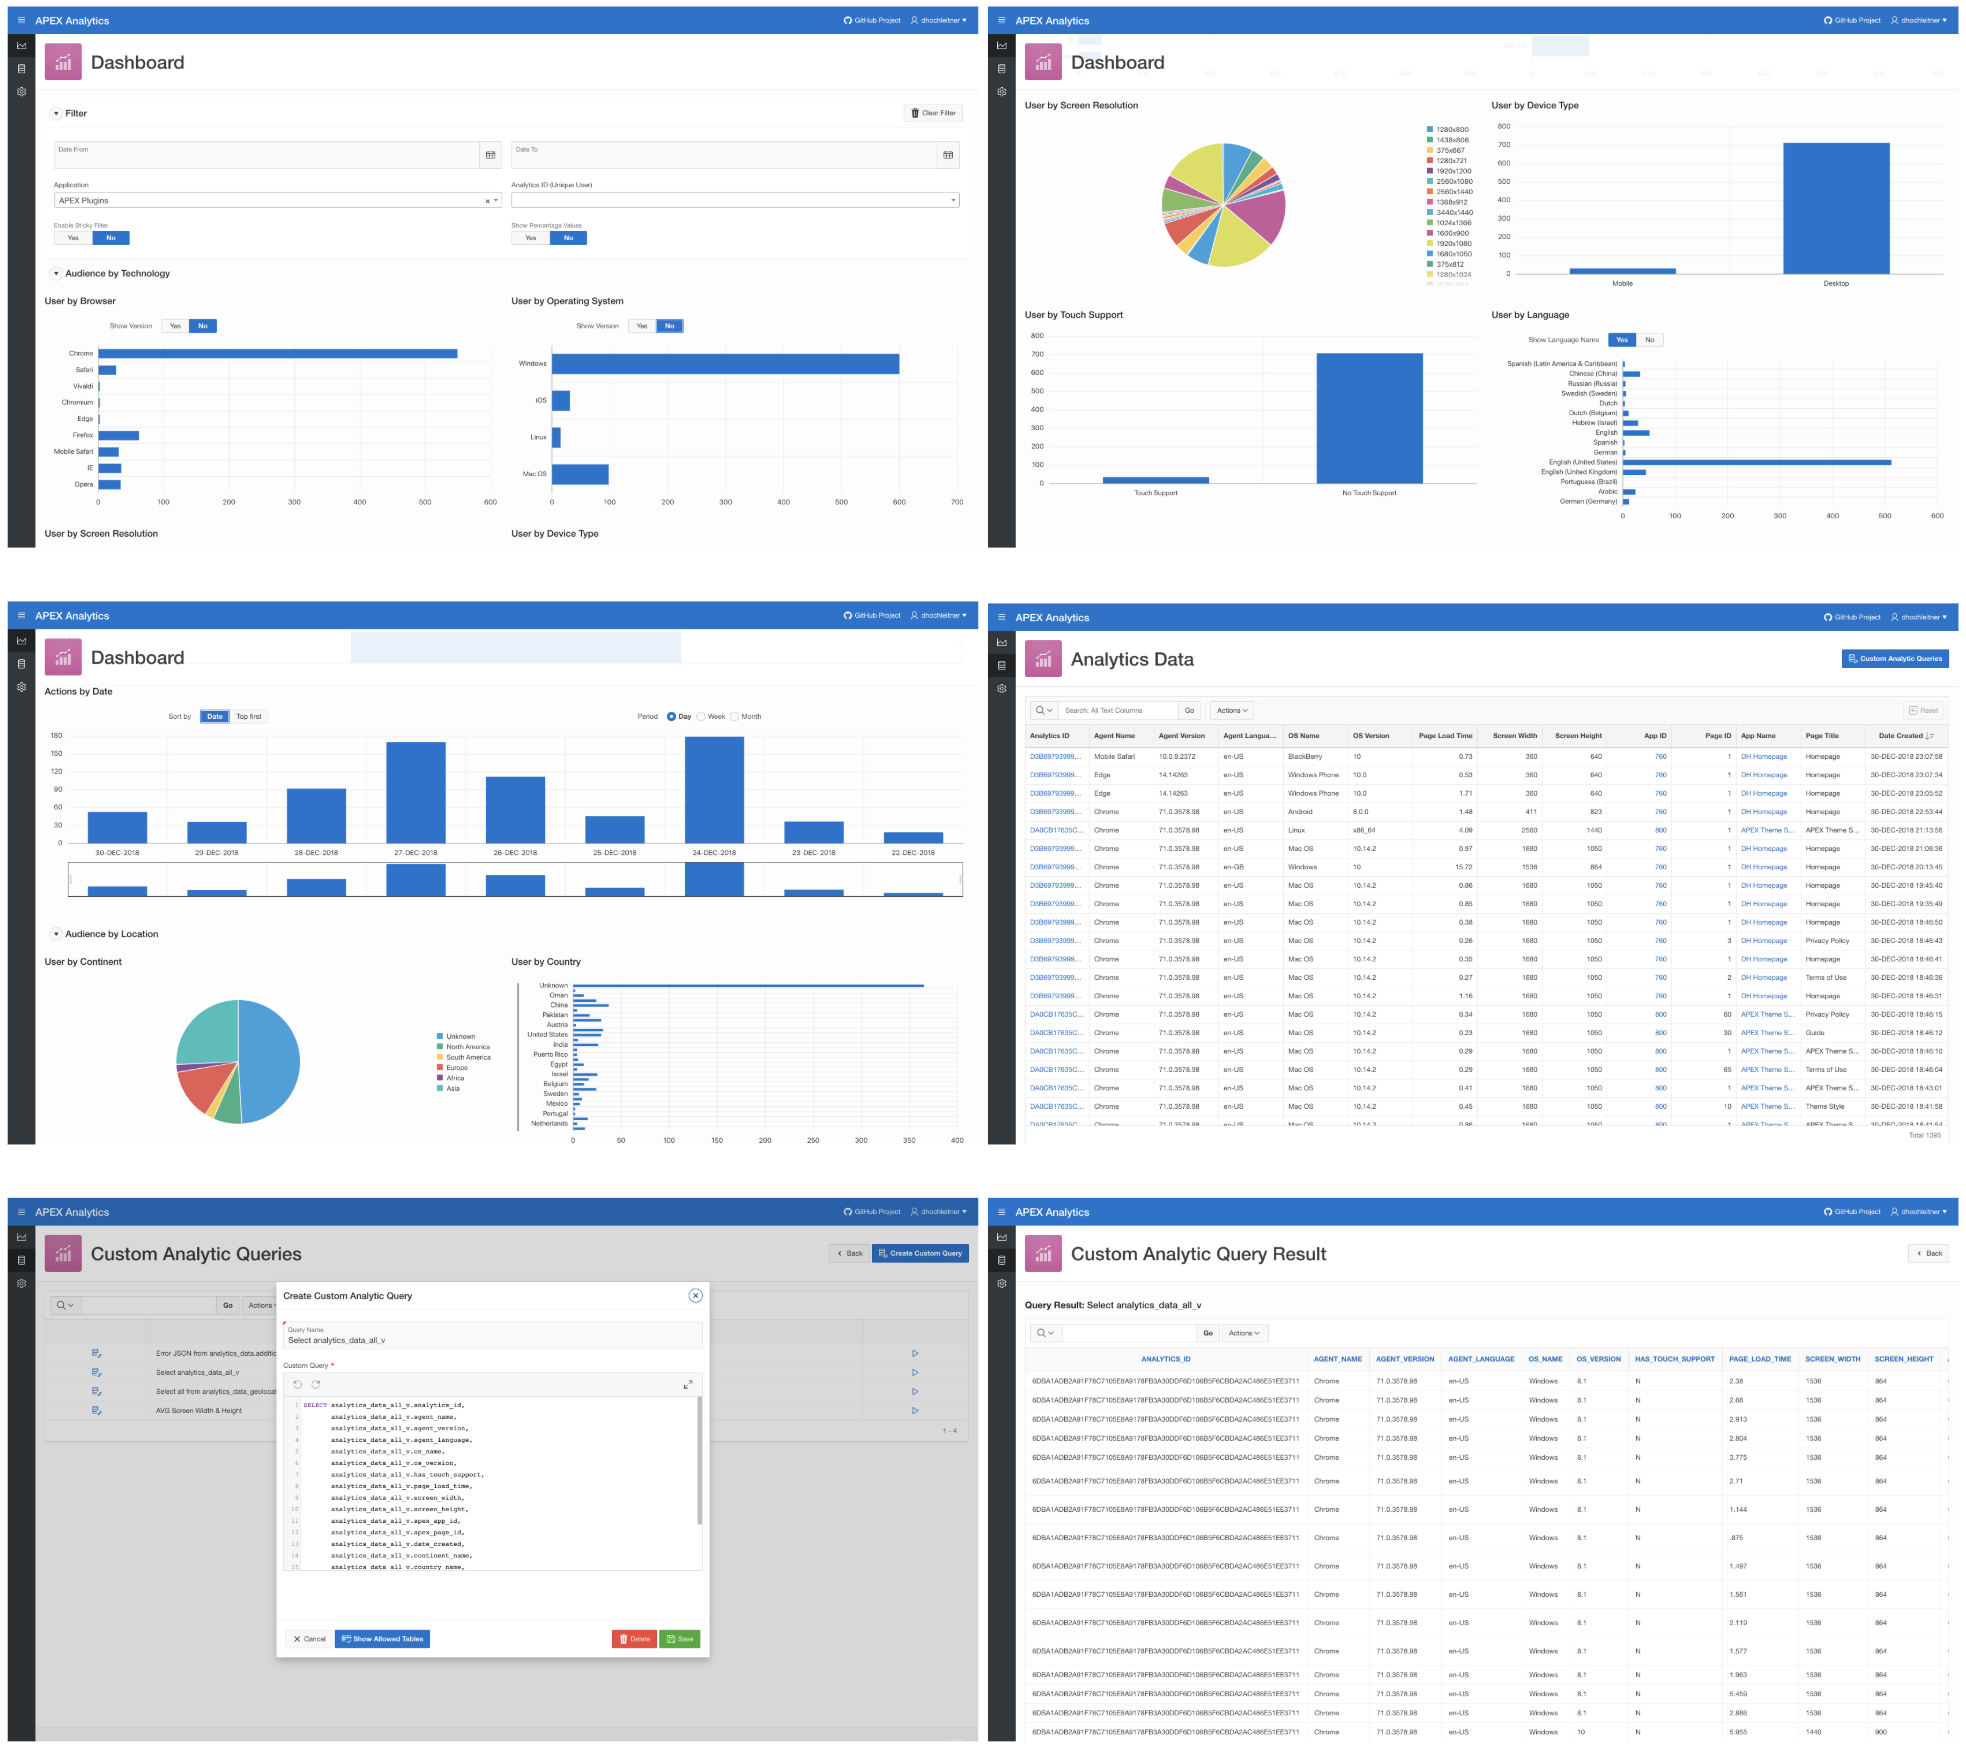 APEX Analytics
GitHub Project
dhochleitner
Dashboard
Filter
Clear Filter
Date From
Date To
Application
APEX Plugins
Analytics ID (Unique User)
Enable Sticky Filter
Yes No
Show Percentage Values
Yes No
Audience by Technology
User by Browser
Show Version Yes No
Chrome
Safari
Vivaldi
Chromium
Edge
Firefox
Mobile Safari
IE
Opera
0 100 200 300 400 500 600
User by Operating System
Show Version Yes No
Windows
iOS
Linux
Mac OS
0 100 200 300 400 500 600 700
User by Screen Resolution
User by Device Type
APEX Analytics
GitHub Project
dhochleitner
Dashboard
User by Screen Resolution
1280x800
1438x808
375x667
1280x721
1920x1200
2560x1080
2560x1440
1368x912
3440x1440
1024x1366
1600x900
1920x1080
1680x1050
375x812
1280x1024
User by Device Type
800
700
600
500
400
300
200
100
0
Mobile Desktop
User by Touch Support
800
700
600
500
400
300
200
100
0
Touch Support No Touch Support
User by Language
Show Language Name Yes No
Spanish (Latin America & Caribbean)
Chinese (China)
Russian (Russia)
Swedish (Sweden)
Dutch
Dutch (Belgium)
Hebrew (Israel)
English
Spanish
German
English (United States)
English (United Kingdom)
Portuguese (Brazil)
Arabic
German (Germany)
0 100 200 300 400 500 600
APEX Analytics
GitHub Project
dhochleitner
Dashboard
Actions by Date
Sort by Date Top first
Period Day Week Month
180
150
120
90
60
30
0
30-DEC-2018 29-DEC-2018 28-DEC-2018 27-DEC-2018 26-DEC-2018 25-DEC-2018 24-DEC-2018 23-DEC-2018 22-DEC-2018
Audience by Location
User by Continent
Unknown
North America
South America
Europe
Africa
Asia
User by Country
Unknown
Oman
China
Pakistan
Austria
United States
India
Puerto Rico
Egypt
Israel
Belgium
Sweden
Mexico
Portugal
Netherlands
0 50 100 150 200 250 300 350 400
APEX Analytics
GitHub Project
dhochleitner
Analytics Data
Custom Analytic Queries
Search: All Text Columns Go Actions Reset
Analytics ID Agent Name Agent Version Agent Langua... OS Name OS Version Page Load Time Screen Width Screen Height App ID Page ID App Name Page Title Date Created
D3B69793999... Mobile Safari 10.0.9.2372 en-US BlackBerry 10 0.73 360 640 760 1 DH Homepage Homepage 30-DEC-2018 23:07:58
D3B69793999... Edge 14.14263 en-US Windows Phone 10.0 0.53 360 640 760 1 DH Homepage Homepage 30-DEC-2018 23:07:34
D3B69793999... Edge 14.14263 en-US Windows Phone 10.0 1.71 360 640 760 1 DH Homepage Homepage 30-DEC-2018 23:05:52
D3B69793999... Chrome 71.0.3578.98 en-US Android 8.0.0 1.48 411 823 760 1 DH Homepage Homepage 30-DEC-2018 22:53:44
DA0CB17635C... Chrome 71.0.3578.98 en-US Linux x86_64 4.09 2560 1440 800 1 APEX Theme S... APEX Theme S... 30-DEC-2018 21:13:56
D3B69793999... Chrome 71.0.3578.98 en-US Mac OS 10.14.2 0.97 1680 1050 760 1 DH Homepage Homepage 30-DEC-2018 21:06:36
D3B69793999... Chrome 71.0.3578.98 en-GB Windows 10 15.72 1536 864 760 1 DH Homepage Homepage 30-DEC-2018 20:13:45
D3B69793999... Chrome 71.0.3578.98 en-US Mac OS 10.14.2 0.86 1680 1050 760 1 DH Homepage Homepage 30-DEC-2018 19:45:40
D3B69793999... Chrome 71.0.3578.98 en-US Mac OS 10.14.2 0.85 1680 1050 760 1 DH Homepage Homepage 30-DEC-2018 19:35:49
D3B69793999... Chrome 71.0.3578.98 en-US Mac OS 10.14.2 0.38 1680 1050 760 1 DH Homepage Homepage 30-DEC-2018 18:46:50
D3B69793999... Chrome 71.0.3578.98 en-US Mac OS 10.14.2 0.26 1680 1050 760 3 DH Homepage Privacy Policy 30-DEC-2018 18:46:43
D3B69793999... Chrome 71.0.3578.98 en-US Mac OS 10.14.2 0.35 1680 1050 760 1 DH Homepage Homepage 30-DEC-2018 18:46:41
D3B69793999... Chrome 71.0.3578.98 en-US Mac OS 10.14.2 0.27 1680 1050 760 2 DH Homepage Terms of Use 30-DEC-2018 18:46:36
D3B69793999... Chrome 71.0.3578.98 en-US Mac OS 10.14.2 1.16 1680 1050 760 1 DH Homepage Homepage 30-DEC-2018 18:46:31
DA0CB17635C... Chrome 71.0.3578.98 en-US Mac OS 10.14.2 0.34 1680 1050 800 60 APEX Theme S... Privacy Policy 30-DEC-2018 18:46:15
DA0CB17635C... Chrome 71.0.3578.98 en-US Mac OS 10.14.2 0.23 1680 1050 800 30 APEX Theme S... Guide 30-DEC-2018 18:46:12
DA0CB17635C... Chrome 71.0.3578.98 en-US Mac OS 10.14.2 0.29 1680 1050 800 1 APEX Theme S... APEX Theme S... 30-DEC-2018 18:46:10
DA0CB17635C... Chrome 71.0.3578.98 en-US Mac OS 10.14.2 0.29 1680 1050 800 65 APEX Theme S... Terms of Use 30-DEC-2018 18:46:04
DA0CB17635C... Chrome 71.0.3578.98 en-US Mac OS 10.14.2 0.41 1680 1050 800 1 APEX Theme S... APEX Theme S... 30-DEC-2018 18:43:01
DA0CB17635C... Chrome 71.0.3578.98 en-US Mac OS 10.14.2 0.45 1680 1050 800 10 APEX Theme S... Theme Style 30-DEC-2018 18:41:58
Total 1395
APEX Analytics
GitHub Project
dhochleitner
Custom Analytic Queries
Back
Create Custom Query
Go Actions
Error JSON from analytics_data.additic
Select analytics_data_all_v
Select all from analytics_data_geolocat
AVG Screen Width & Height
1 - 4
Create Custom Analytic Query
Query Name
Select analytics_data_all_v
Custom Query *
1 SELECT analytics_data_all_v.analytics_id,
2 analytics_data_all_v.agent_name,
3 analytics_data_all_v.agent_version,
4 analytics_data_all_v.agent_language,
5 analytics_data_all_v.os_name,
6 analytics_data_all_v.os_version,
7 analytics_data_all_v.has_touch_support,
8 analytics_data_all_v.page_load_time,
9 analytics_data_all_v.screen_width,
10 analytics_data_all_v.screen_height,
11 analytics_data_all_v.apex_app_id,
12 analytics_data_all_v.apex_page_id,
13 analytics_data_all_v.date_created,
14 analytics_data_all_v.continent_name,
15 analytics_data_all_v.country_name,
Cancel
Show Allowed Tables
Delete
Save
APEX Analytics
GitHub Project
dhochleitner
Custom Analytic Query Result
Back
Query Result: Select analytics_data_all_v
Go Actions
ANALYTICS_ID AGENT_NAME AGENT_VERSION AGENT_LANGUAGE OS_NAME OS_VERSION HAS_TOUCH_SUPPORT PAGE_LOAD_TIME SCREEN_WIDTH SCREEN_HEIGHT
Chrome 71.0.3578.98 en-US Windows 8.1 N 2.38 1536 864
Chrome 71.0.3578.98 en-US Windows 8.1 N 2.68 1536 864
Chrome 71.0.3578.98 en-US Windows 8.1 N 2.913 1536 864
Chrome 71.0.3578.98 en-US Windows 8.1 N 2.804 1536 864
Chrome 71.0.3578.98 en-US Windows 8.1 N 3.775 1536 864
Chrome 71.0.3578.98 en-US Windows 8.1 N 2.71 1536 864
Chrome 71.0.3578.98 en-US Windows 8.1 N 1.144 1536 864
Chrome 71.0.3578.98 en-US Windows 8.1 N .875 1536 864
Chrome 71.0.3578.98 en-US Windows 8.1 N 1.497 1536 864
Chrome 71.0.3578.98 en-US Windows 8.1 N 1.561 1536 864
Chrome 71.0.3578.98 en-US Windows 8.1 N 2.119 1536 864
Chrome 71.0.3578.98 en-US Windows 8.1 N 1.577 1536 864
Chrome 71.0.3578.98 en-US Windows 8.1 N 1.963 1536 864
Chrome 71.0.3578.98 en-US Windows 8.1 N 5.459 1536 864
Chrome 71.0.3578.98 en-US Windows 8.1 N 2.886 1536 864
Chrome 71.0.3578.98 en-US Windows 10 N 5.955 1440 900